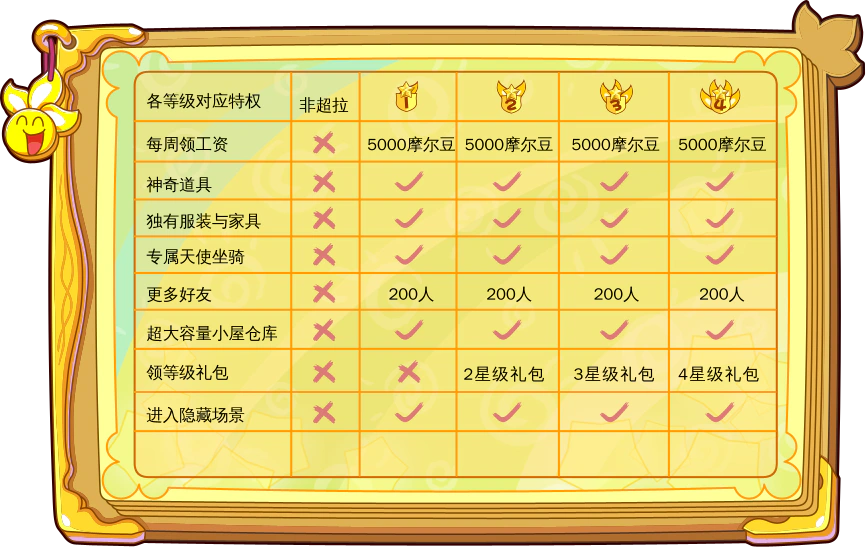 各等级对应特权 非超拉 1 2 3 4
每周领工资 5000摩尔豆 5000摩尔豆 5000摩尔豆 5000摩尔豆
神奇道具
独有服装与家具
专属天使坐骑
更多好友 200人 200人 200人 200人
超大容量小屋仓库
领等级礼包 2星级礼包 3星级礼包 4星级礼包
进入隐藏场景